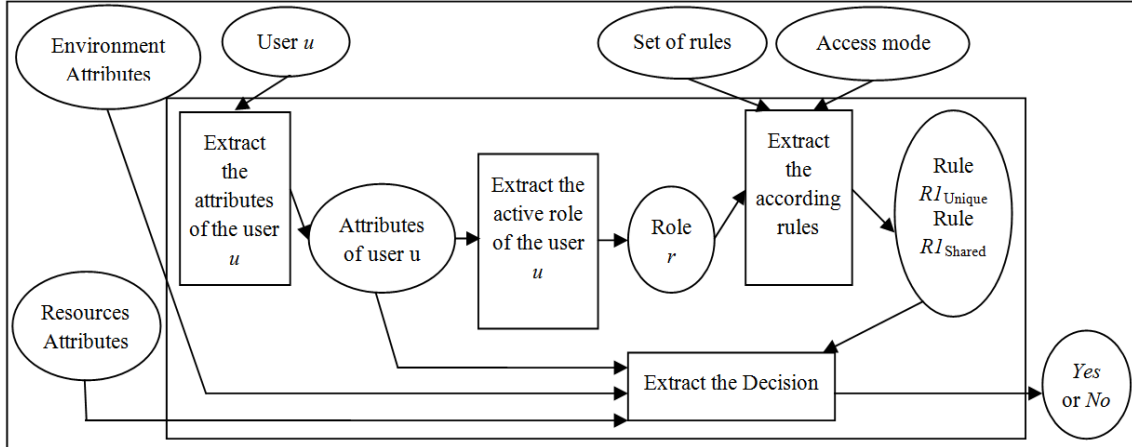 Environment
Attributes
User u
Set of rules
Access mode
Extract
the
attributes
of the user
u
Attributes
of user u
Extract the
active role
of the user
u
Role
r
Extract
the
according
rules
Rule
R1Unique
Rule
R1Shared
Resources
Attributes
Extract the Decision
Yes
or No